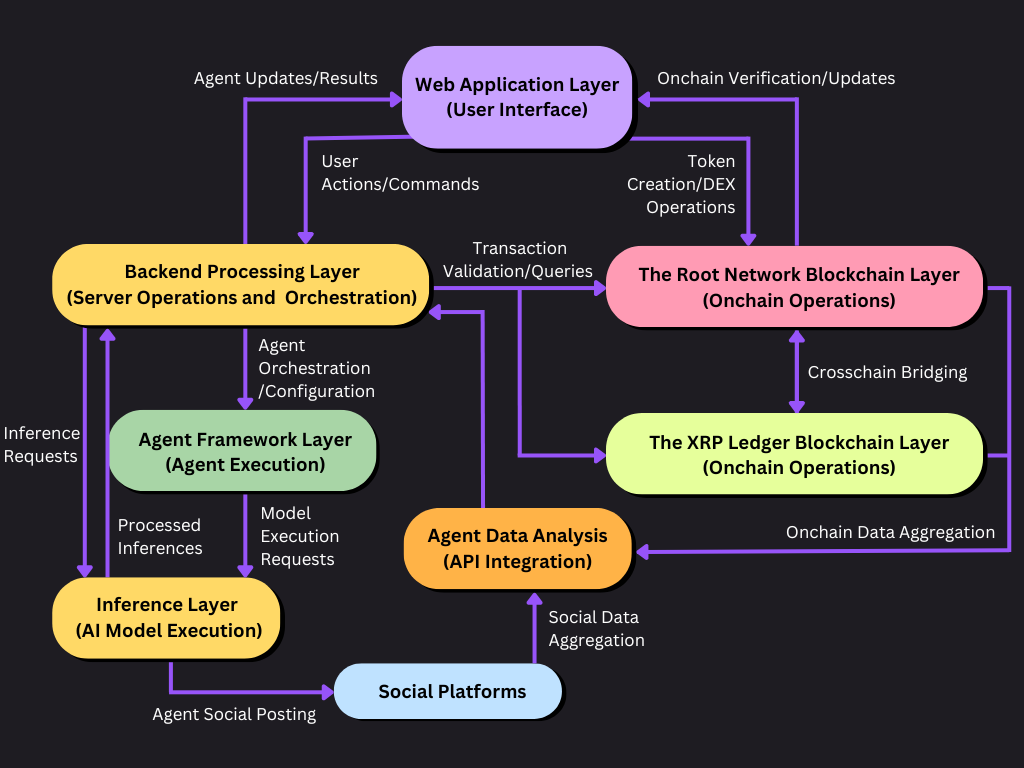 Agent Updates/Results
Web Application Layer
(User Interface)
Onchain Verification/Updates
User
Actions/Commands
Token
Creation/DEX
Operations
Backend Processing Layer
(Server Operations and  Orchestration)
Transaction
Validation/Queries
The Root Network Blockchain Layer
(Onchain Operations)
Agent
Orchestration
/Configuration
Crosschain Bridging
Inference
Requests
Agent Framework Layer
(Agent Execution)
The XRP Ledger Blockchain Layer
(Onchain Operations)
Processed
Inferences
Model
Execution
Requests
Agent Data Analysis
(API Integration)
Onchain Data Aggregation
Inference Layer
(AI Model Execution)
Social Data
Aggregation
Agent Social Posting
Social Platforms